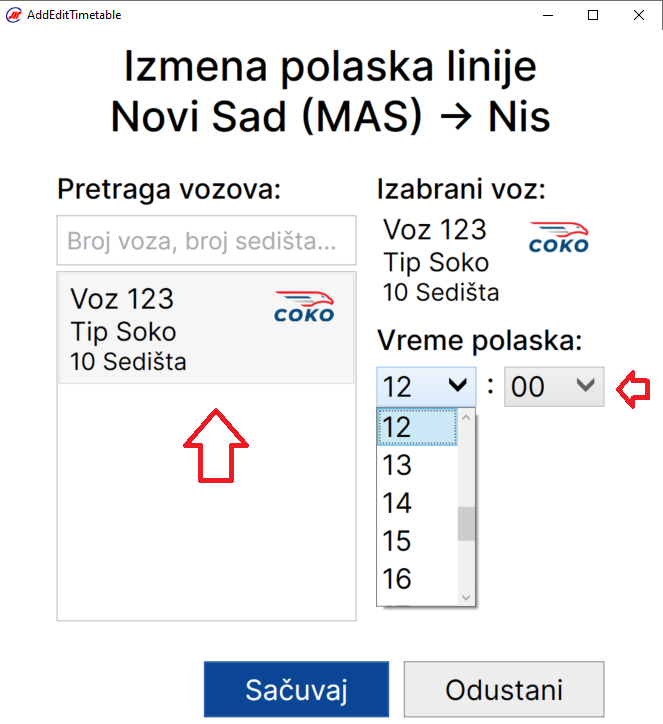 AddEditTimetable
Izmena polaska linije
Novi Sad (MAS) → Nis
Pretraga vozova:
Broj voza, broj sedišta...
Voz 123
Tip Soko
10 Sedišta
СОКО
Izabrani voz:
Voz 123
Tip Soko
10 Sedišta
СОКО
Vreme polaska:
12 : 00
12
13
14
15
16
Sačuvaj
Odustani